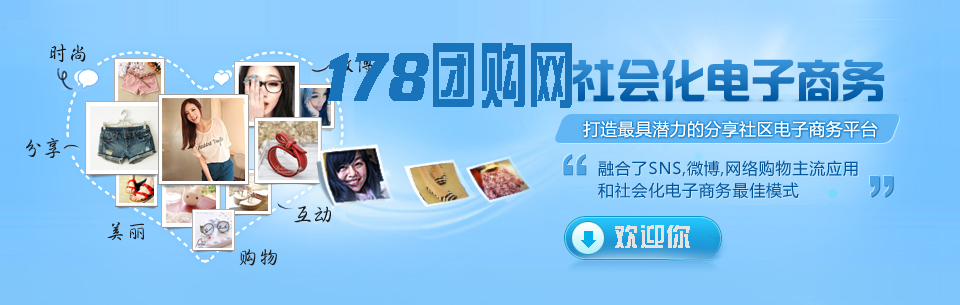 时尚
微博
分享
美丽
购物
互动
178团购网
社会化电子商务
打造最具潜力的分享社区电子商务平台
融合了SNS,微博,网络购物主流应用
和社会化电子商务最佳模式
欢迎你